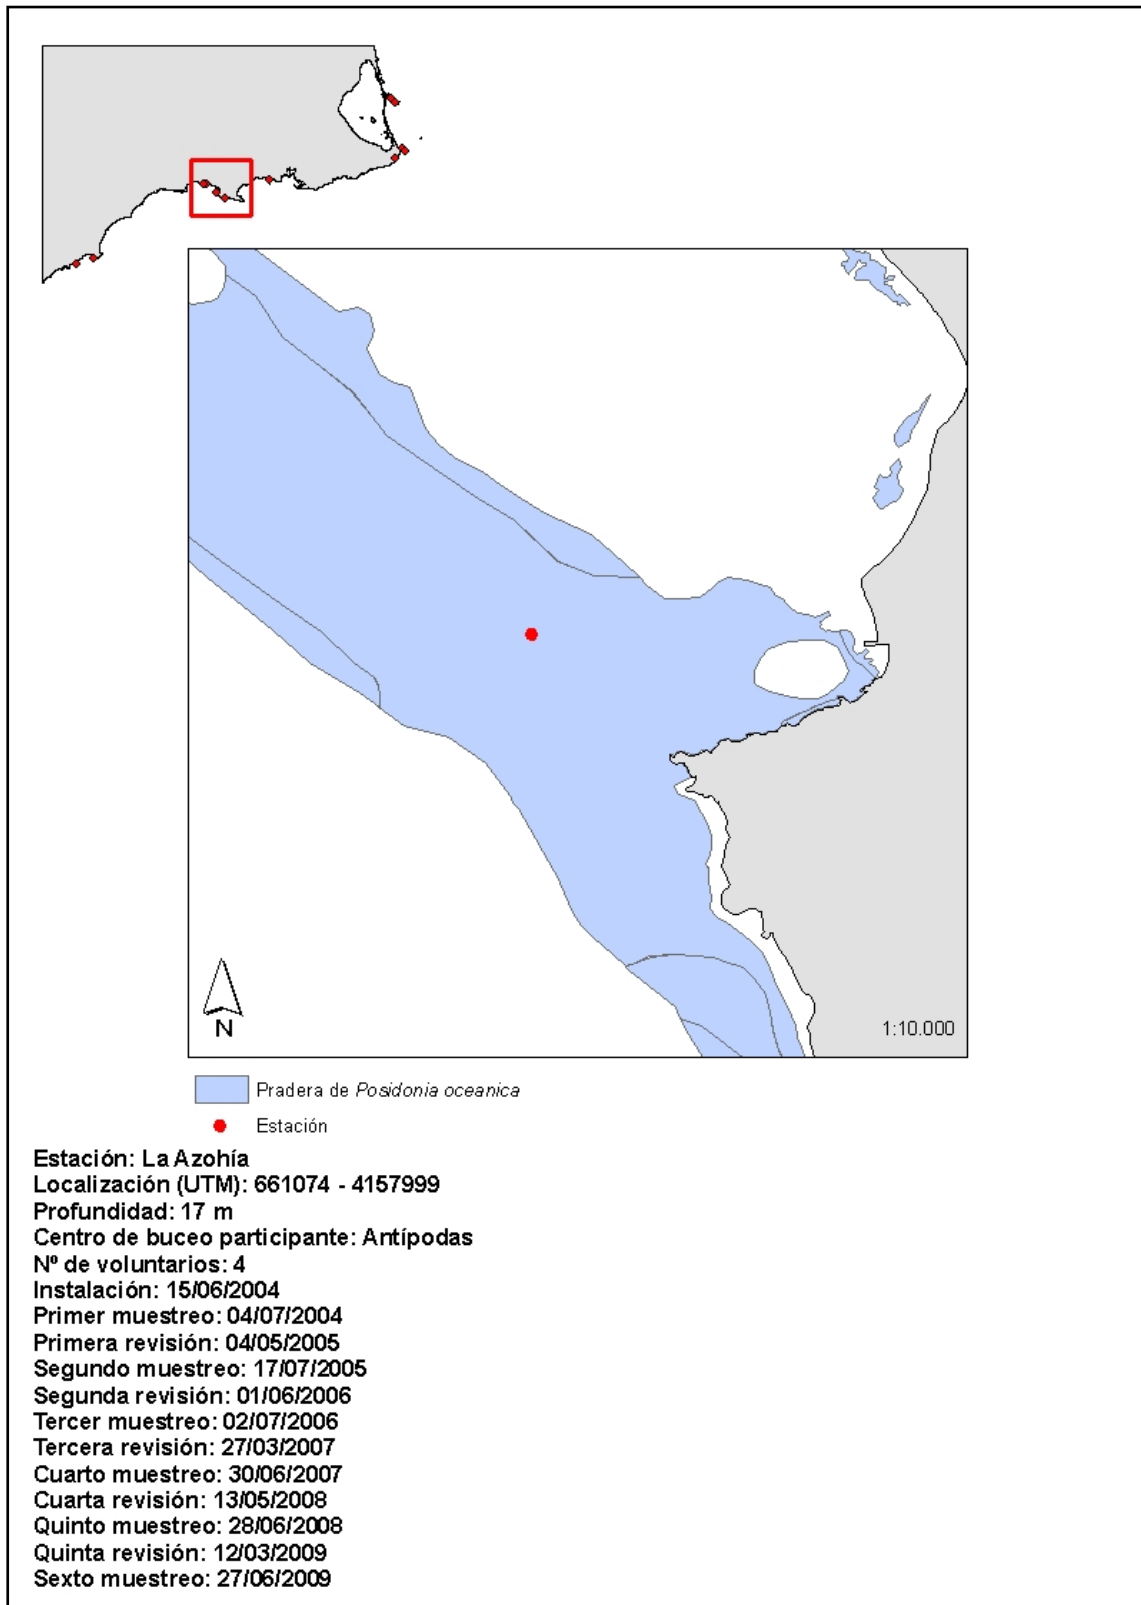 N
1:10.000
Pradera de Posidonia oceanica
Estación
Estación: La Azohía
Localización (UTM): 661074 - 4157999
Profundidad: 17 m
Centro de buceo participante: Antípodas
Nº de voluntarios: 4
Instalación: 15/06/2004
Primer muestreo: 04/07/2004
Primera revisión: 04/05/2005
Segundo muestreo: 17/07/2005
Segunda revisión: 01/06/2006
Tercer muestreo: 02/07/2006
Tercera revisión: 27/03/2007
Cuarto muestreo: 30/06/2007
Cuarta revisión: 13/05/2008
Quinto muestreo: 28/06/2008
Quinta revisión: 12/03/2009
Sexto muestreo: 27/06/2009